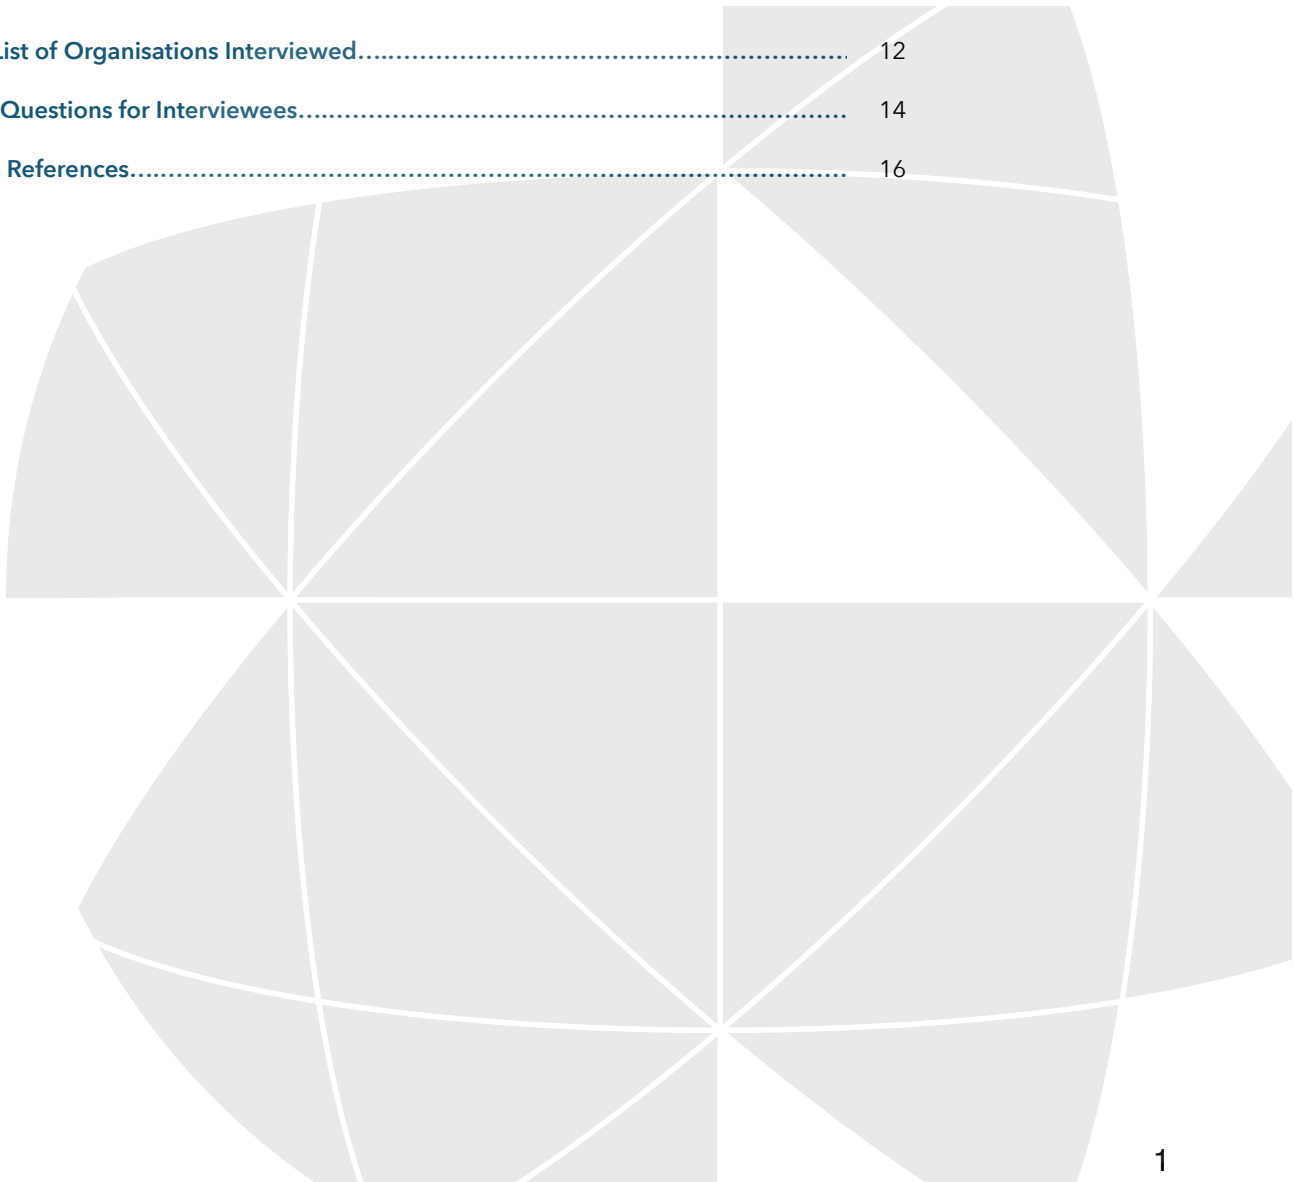 List of Organisations Interviewed.................................................................................. 12
Questions for Interviewees............................................................................................ 14
References........................................................................................................................ 16
1